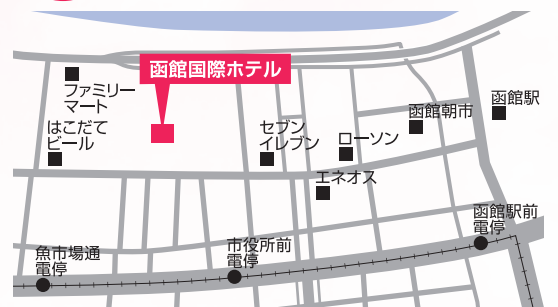 函館国際ホテル
ファミリー
マート
はこだて
ビール
セブン
イレブン
ローソン
エネオス
函館朝市
函館駅
魚市場通
電停
市役所前
電停
函館駅前
電停